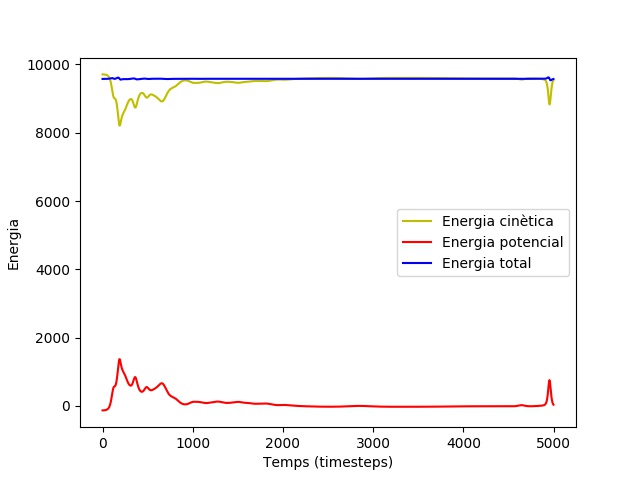 10000
8000
6000
4000
2000
0
Energia
Energia cinètica
Energia potencial
Energia total
0 1000 2000 3000 4000 5000
Temps (timesteps)